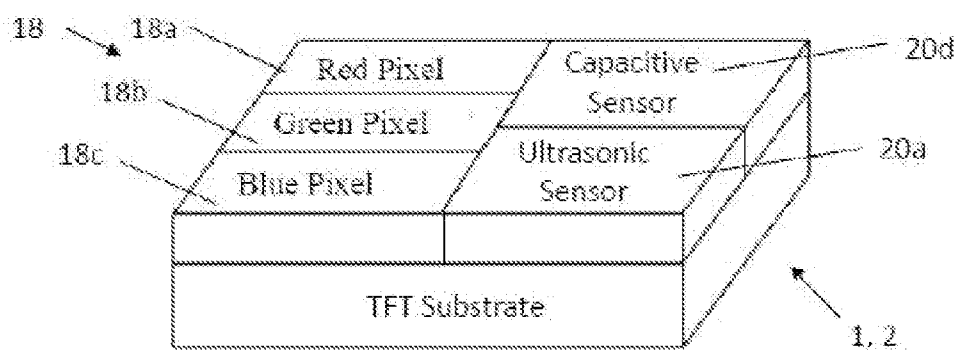 18
18a
18b
18c
Red Pixel
Green Pixel
Blue Pixel
Capacitive
Sensor
Ultrasonic
Sensor
20d
20a
TFT Substrate
1, 2